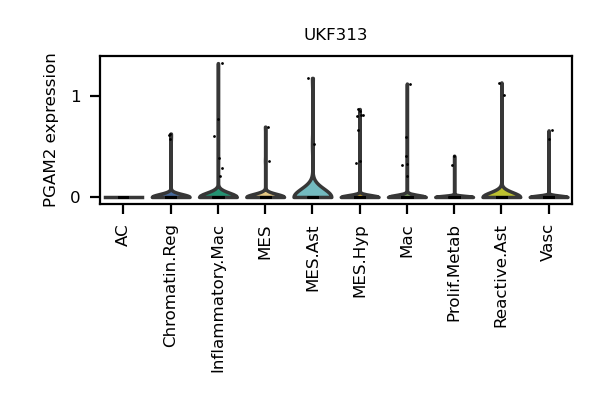 UKF313
PGAM2 expression
1
0
AC
Chromatin.Reg
Inflammatory.Mac
MES
MES.Ast
MES.Hyp
Mac
Prolif.Metab
Reactive.Ast
Vasc